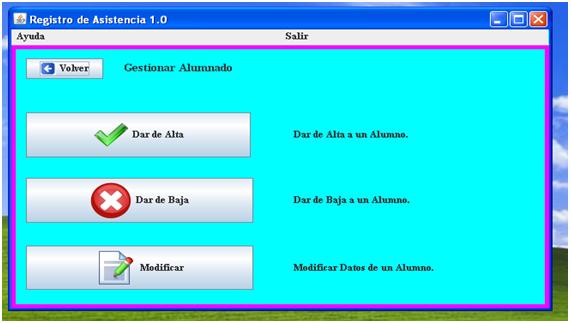 Registro de Asistencia 1.0
Ayuda Salir
Volver Gestionar Alumnado
Dar de Alta Dar de Alta a un Alumno.
Dar de Baja Dar de Baja a un Alumno.
Modificar Modificar Datos de un Alumno.